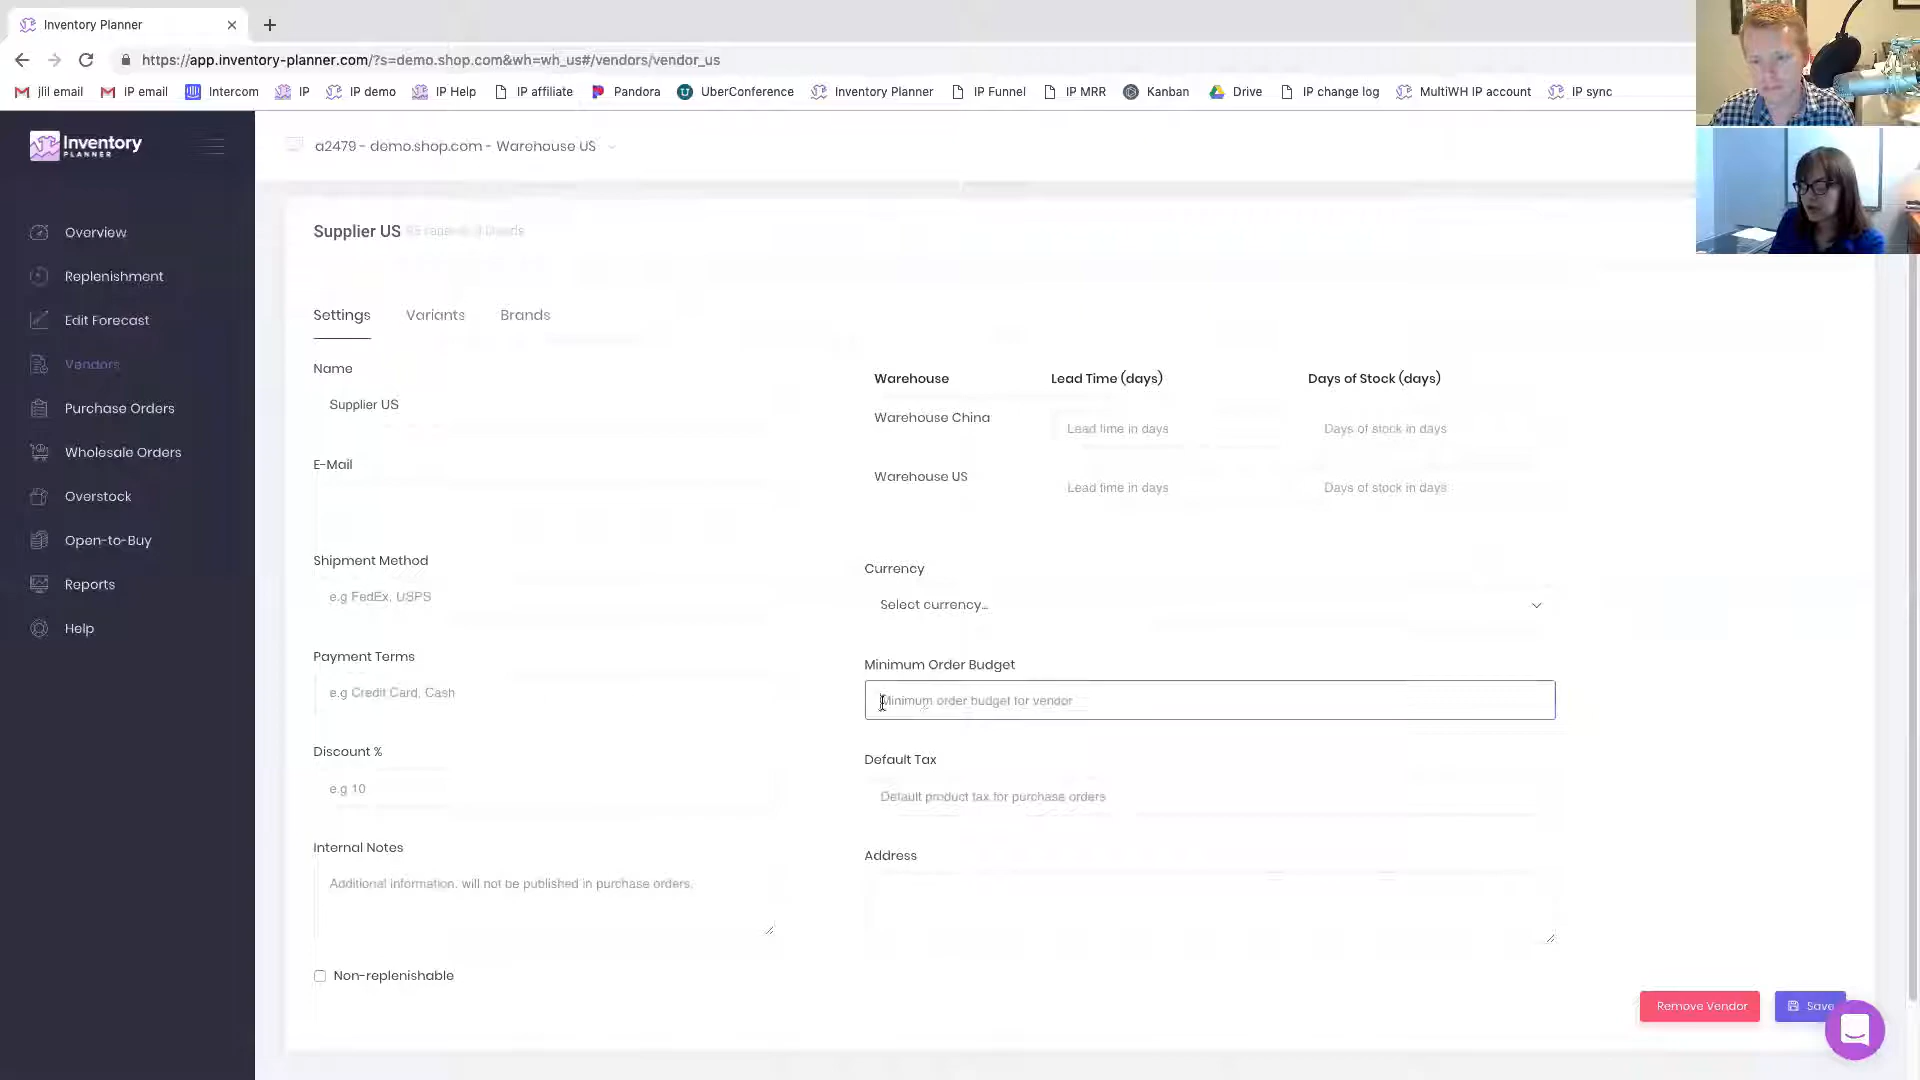 Inventory Planner
https://app.inventory-planner.com/?s=demo.shop.com&wh=wh_us#/vendors/vendor_us
jlil email
IP email
Intercom
IP
IP demo
IP Help
IP affiliate
Pandora
UberConference
Inventory Planner
IP Funnel
IP MRR
Kanban
Drive
IP change log
MultiWH IP account
IP sync
Inventory
PLANNER
a2479 - demo.shop.com - Warehouse US
Overview
Replenishment
Edit Forecast
Vendors
Purchase Orders
Wholesale Orders
Overstock
Open-to-Buy
Reports
Help
Supplier US
Settings
Variants
Brands
Name
Supplier US
E-Mail
Shipment Method
e.g FedEx, USPS
Payment Terms
e.g Credit Card, Cash
Discount %
e.g 10
Internal Notes
Additional information, will not be published in purchase orders.
Non-replenishable
Warehouse Lead Time (days) Days of Stock (days)
Warehouse China Lead time in days Days of stock in days
Warehouse US Lead time in days Days of stock in days
Currency
Select currency...
Minimum Order Budget
Minimum order budget for vendor
Default Tax
Default product tax for purchase orders
Address
Remove Vendor
Save